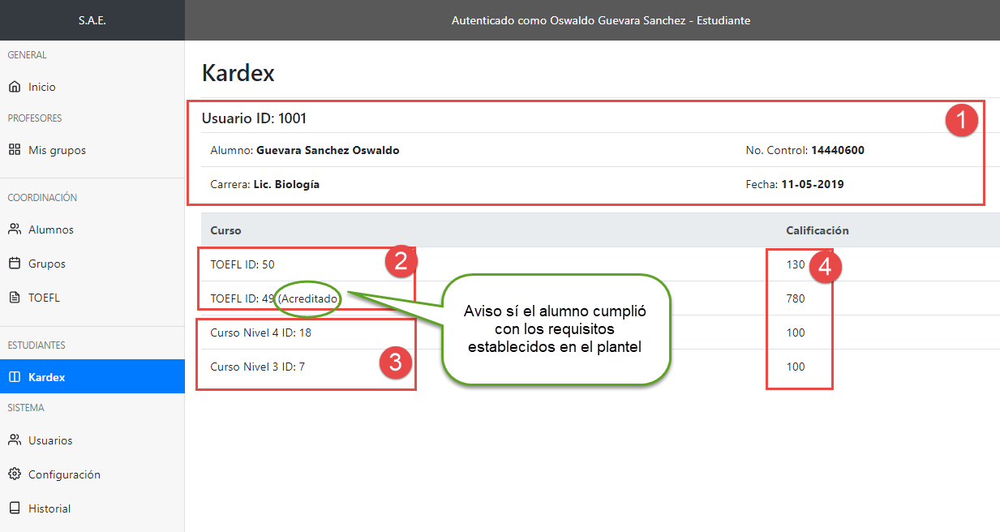 S.A.E.
Autenticado como Oswaldo Guevara Sanchez - Estudiante
GENERAL
Inicio
PROFESORES
Mis grupos
COORDINACIÓN
Alumnos
Grupos
TOEFL
ESTUDIANTES
Kardex
SISTEMA
Usuarios
Configuración
Historial
Kardex
Usuario ID: 1001
1
Alumno: Guevara Sanchez Oswaldo
No. Control: 14440600
Carrera: Lic. Biología
Fecha: 11-05-2019
Curso
Calificación
TOEFL ID: 50
2
130
4
TOEFL ID: 49 (Acreditado
780
Curso Nivel 4 ID: 18
100
Curso Nivel 3 ID: 7
3
100
Aviso sí el alumno cumplió
con los requisitos
establecidos en el plantel